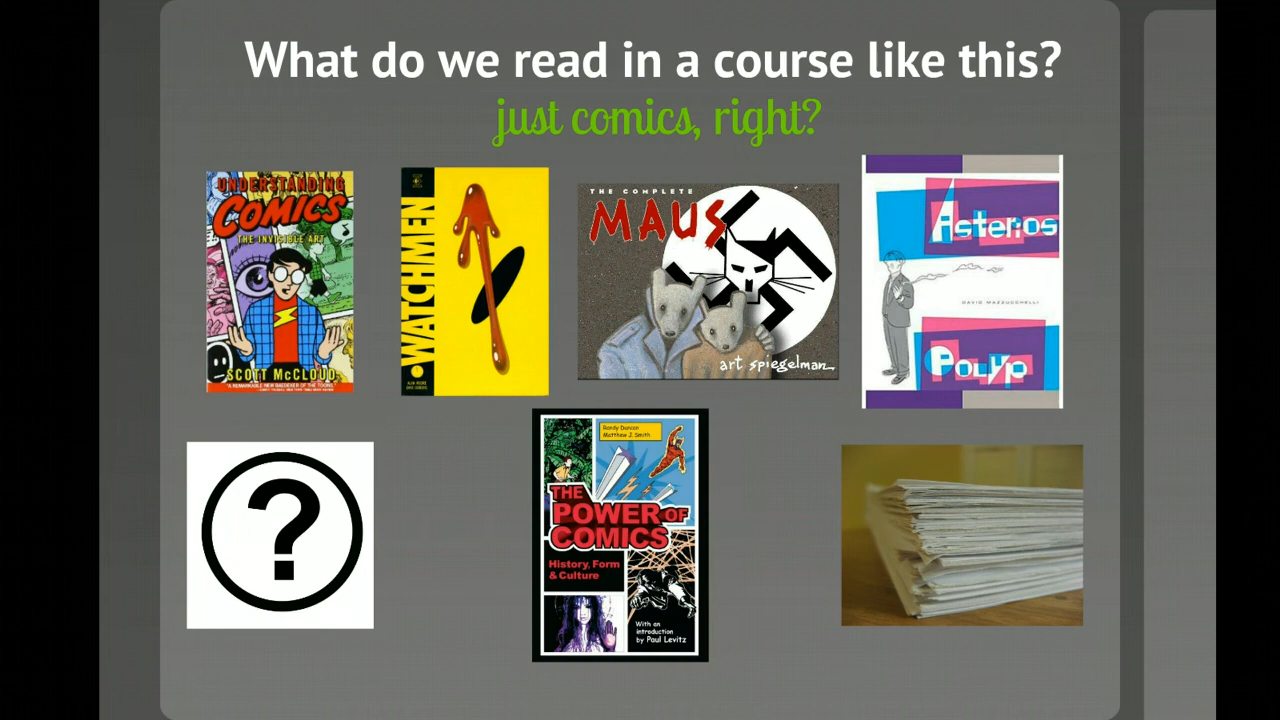 What do we read in a course like this?
just comics, right?
UNDERSTANDING
COMICS
THE INVISIBLE ART
SCOTT McCLOUD
WATCHMEN
THE COMPLETE
MAUS
art spiegelman
Asterios
DAVID MAZZUCCHELLI
Polyp
?
Randy Duncan
Matthew J. Smith
THE
POWER OF
COMICS
History, Form
& Culture
With an
introduction
by Paul Levitz